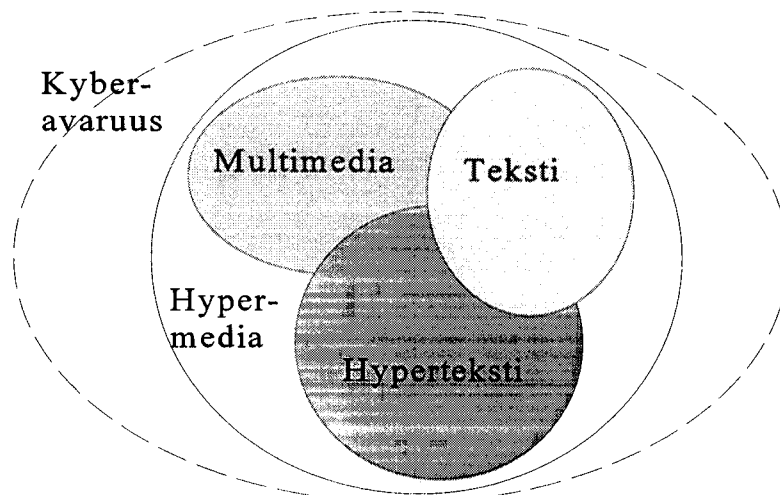 Kyber-
avaruus
Multimedia
Teksti
Hyper-
media
Hyperteksti